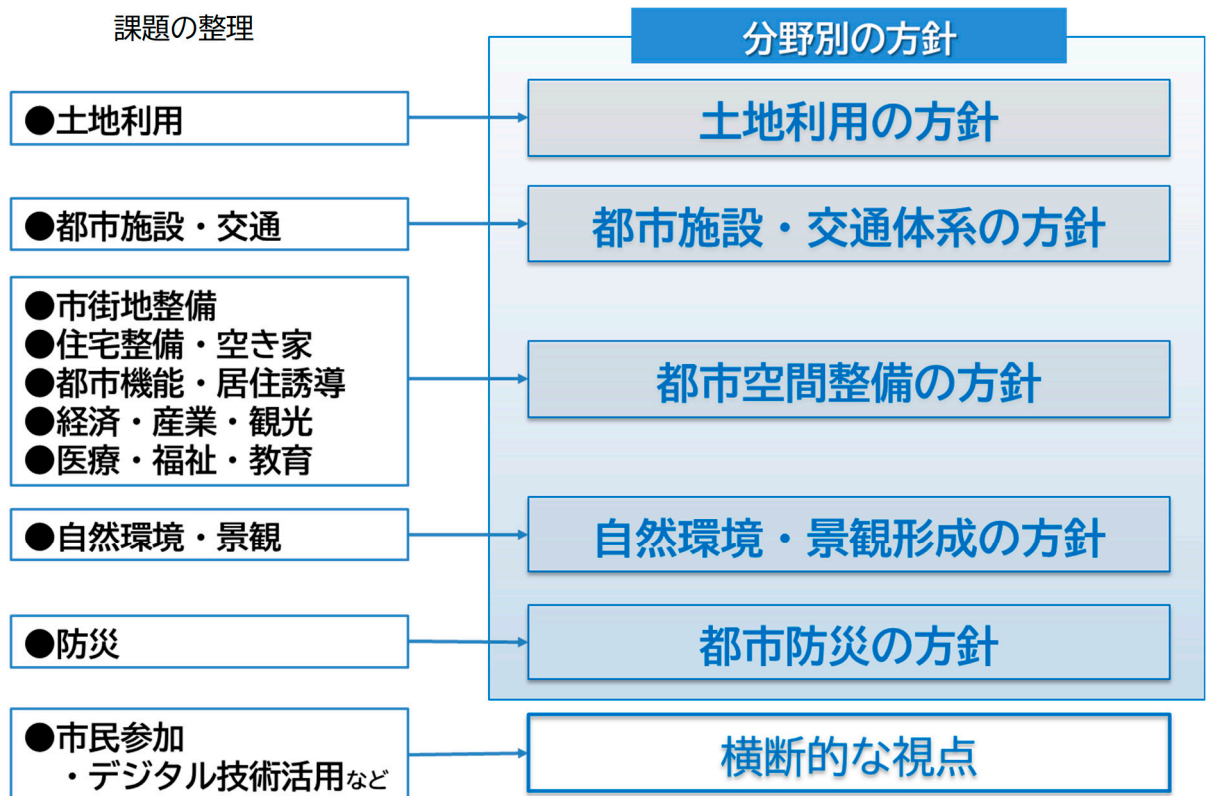 課題の整理
分野別の方針
●土地利用
土地利用の方針
●都市施設・交通
都市施設・交通体系の方針
●市街地整備
●住宅整備・空き家
●都市機能・居住誘導
●経済・産業・観光
●医療・福祉・教育
都市空間整備の方針
●自然環境・景観
自然環境・景観形成の方針
●防災
都市防災の方針
●市民参加
・デジタル技術活用など
横断的な視点